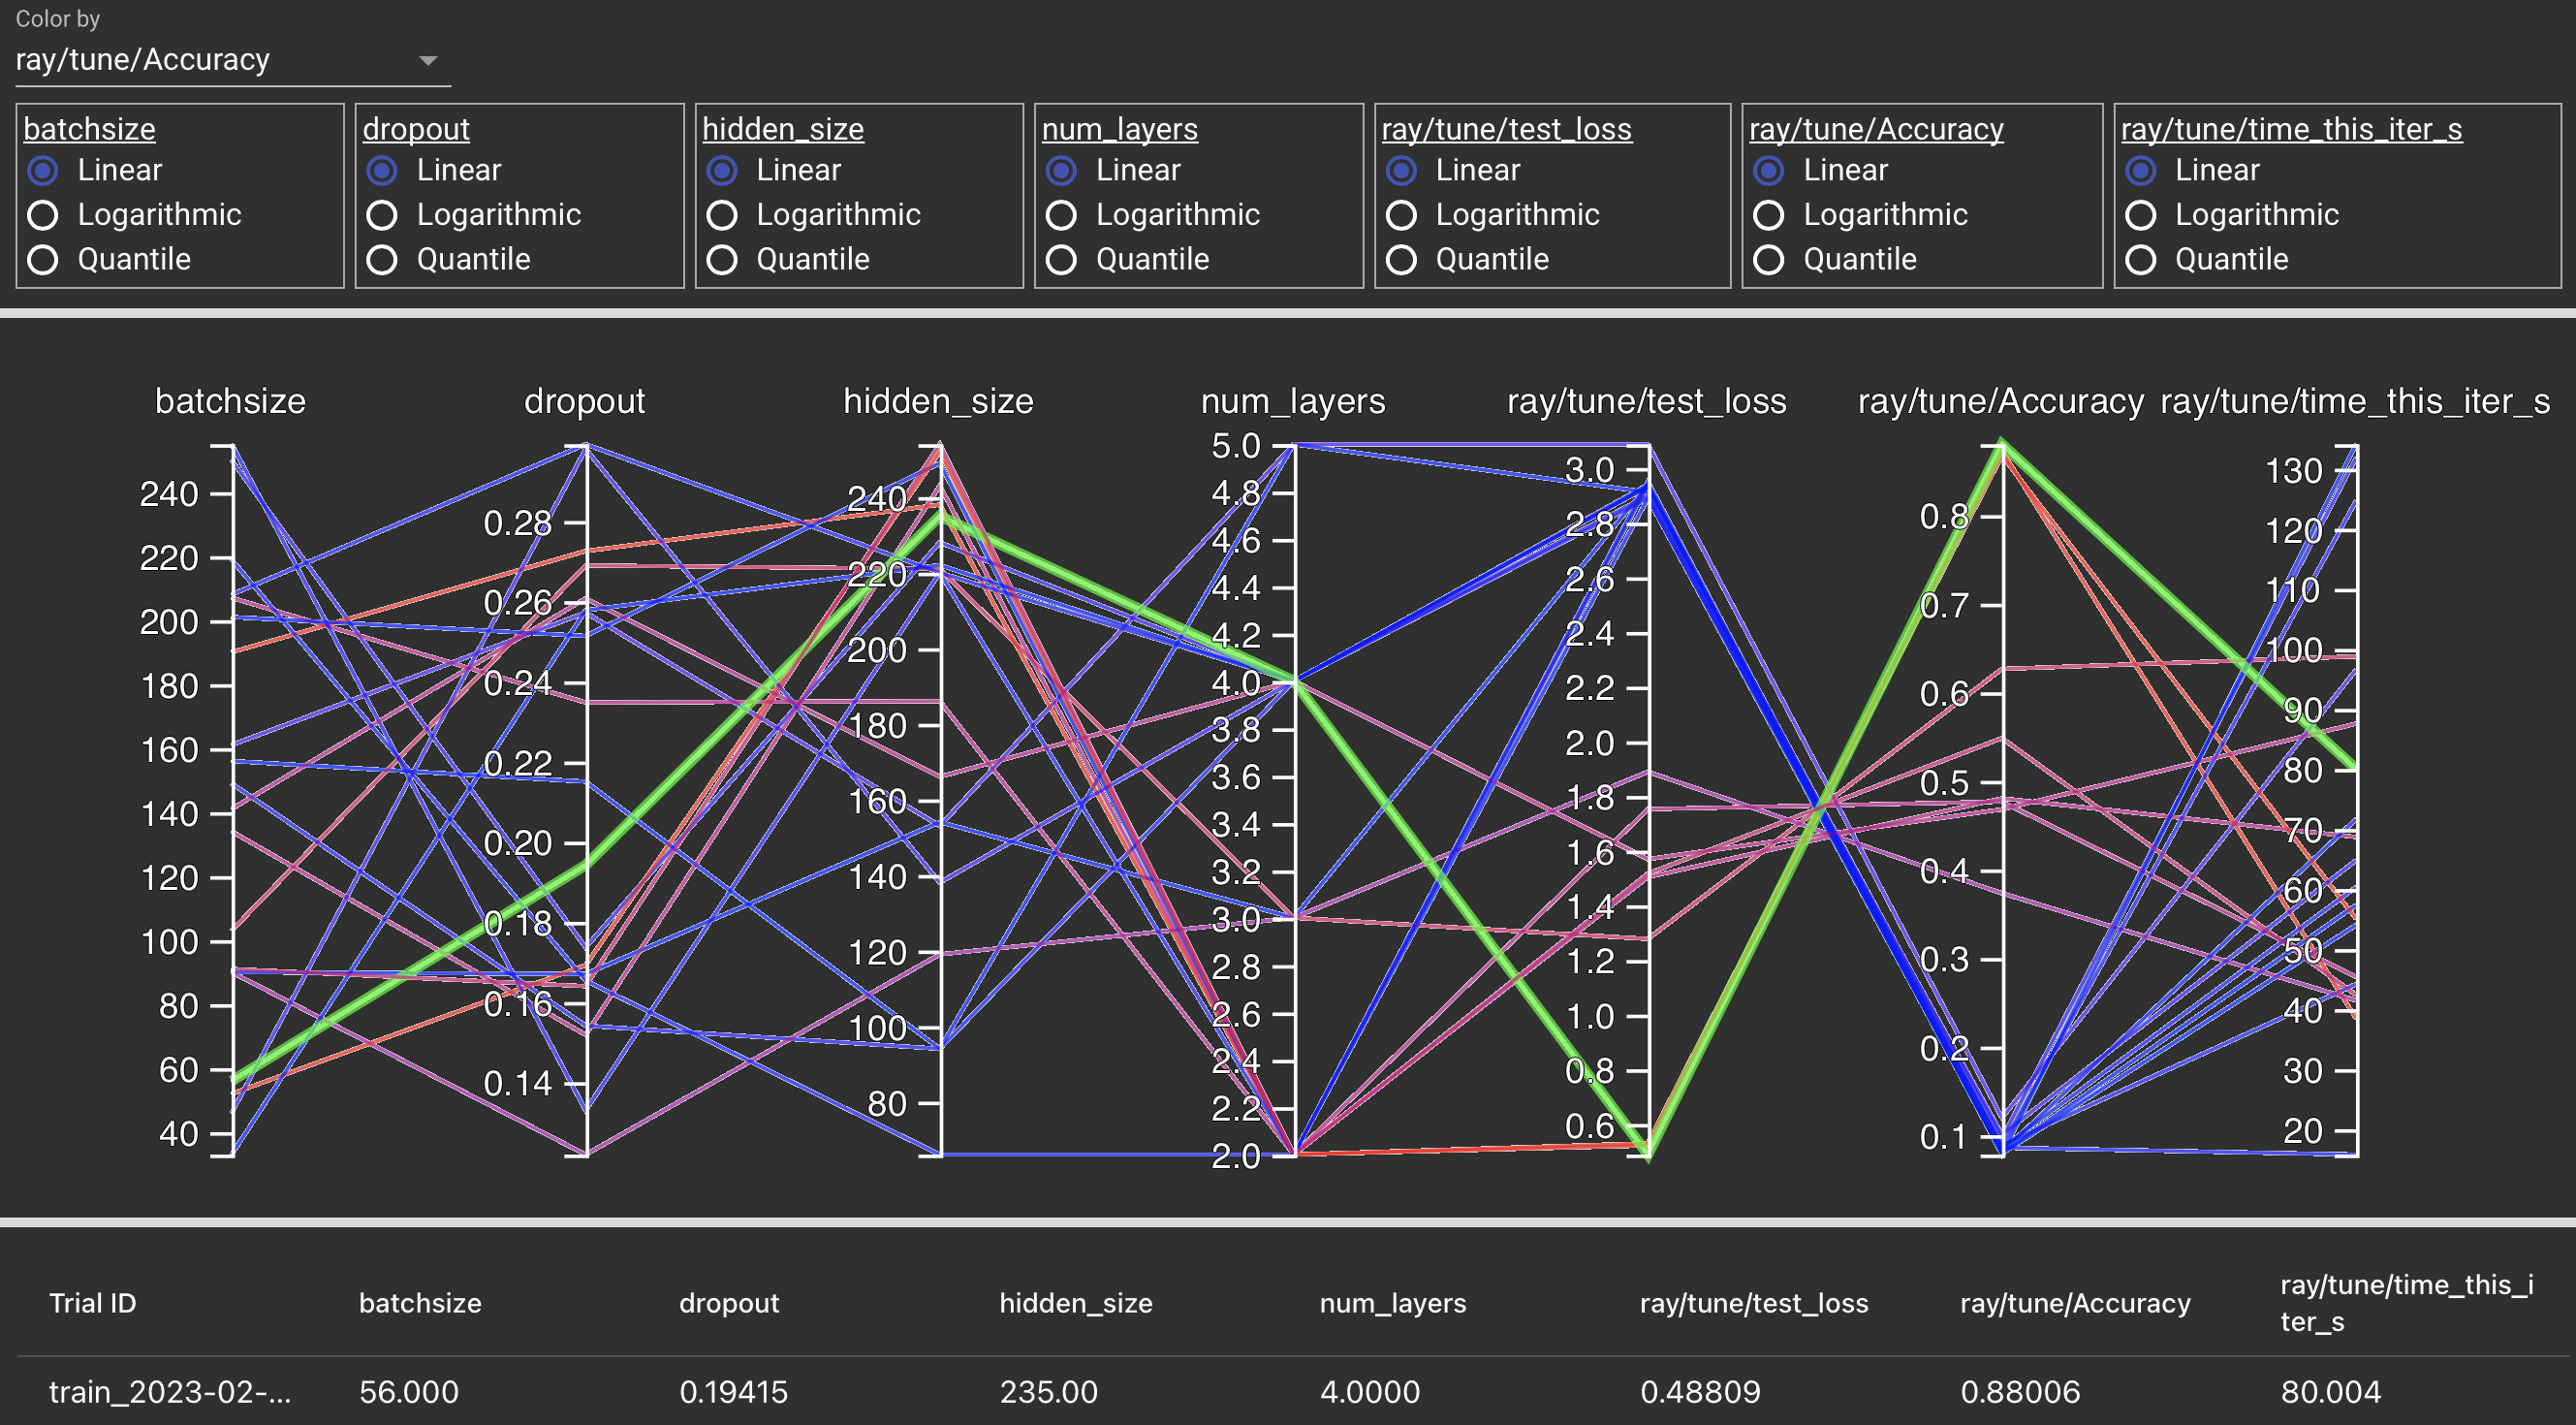 Color by
ray/tune/Accuracy
batchsize
Linear
Logarithmic
Quantile
dropout
Linear
Logarithmic
Quantile
hidden_size
Linear
Logarithmic
Quantile
num_layers
Linear
Logarithmic
Quantile
ray/tune/test_loss
Linear
Logarithmic
Quantile
ray/tune/Accuracy
Linear
Logarithmic
Quantile
ray/tune/time_this_iter_s
Linear
Logarithmic
Quantile
batchsize
240
220
200
180
160
140
120
100
80
60
40
dropout
0.28
0.26
0.24
0.22
0.20
0.18
0.16
0.14
hidden_size
240
220
200
180
160
140
120
100
80
num_layers
5.0
4.8
4.6
4.4
4.2
4.0
3.8
3.6
3.4
3.2
3.0
2.8
2.6
2.4
2.2
2.0
ray/tune/test_loss
3.0
2.8
2.6
2.4
2.2
2.0
1.8
1.6
1.4
1.2
1.0
0.8
0.6
ray/tune/Accuracy
0.8
0.7
0.6
0.5
0.4
0.3
0.2
0.1
ray/tune/time_this_iter_s
130
120
110
100
90
80
70
60
50
40
30
20
Trial ID batchsize dropout hidden_size num_layers ray/tune/test_loss ray/tune/Accuracy ray/tune/time_this_i
ter_s
train_2023-02-... 56.000 0.19415 235.00 4.0000 0.48809 0.88006 80.004